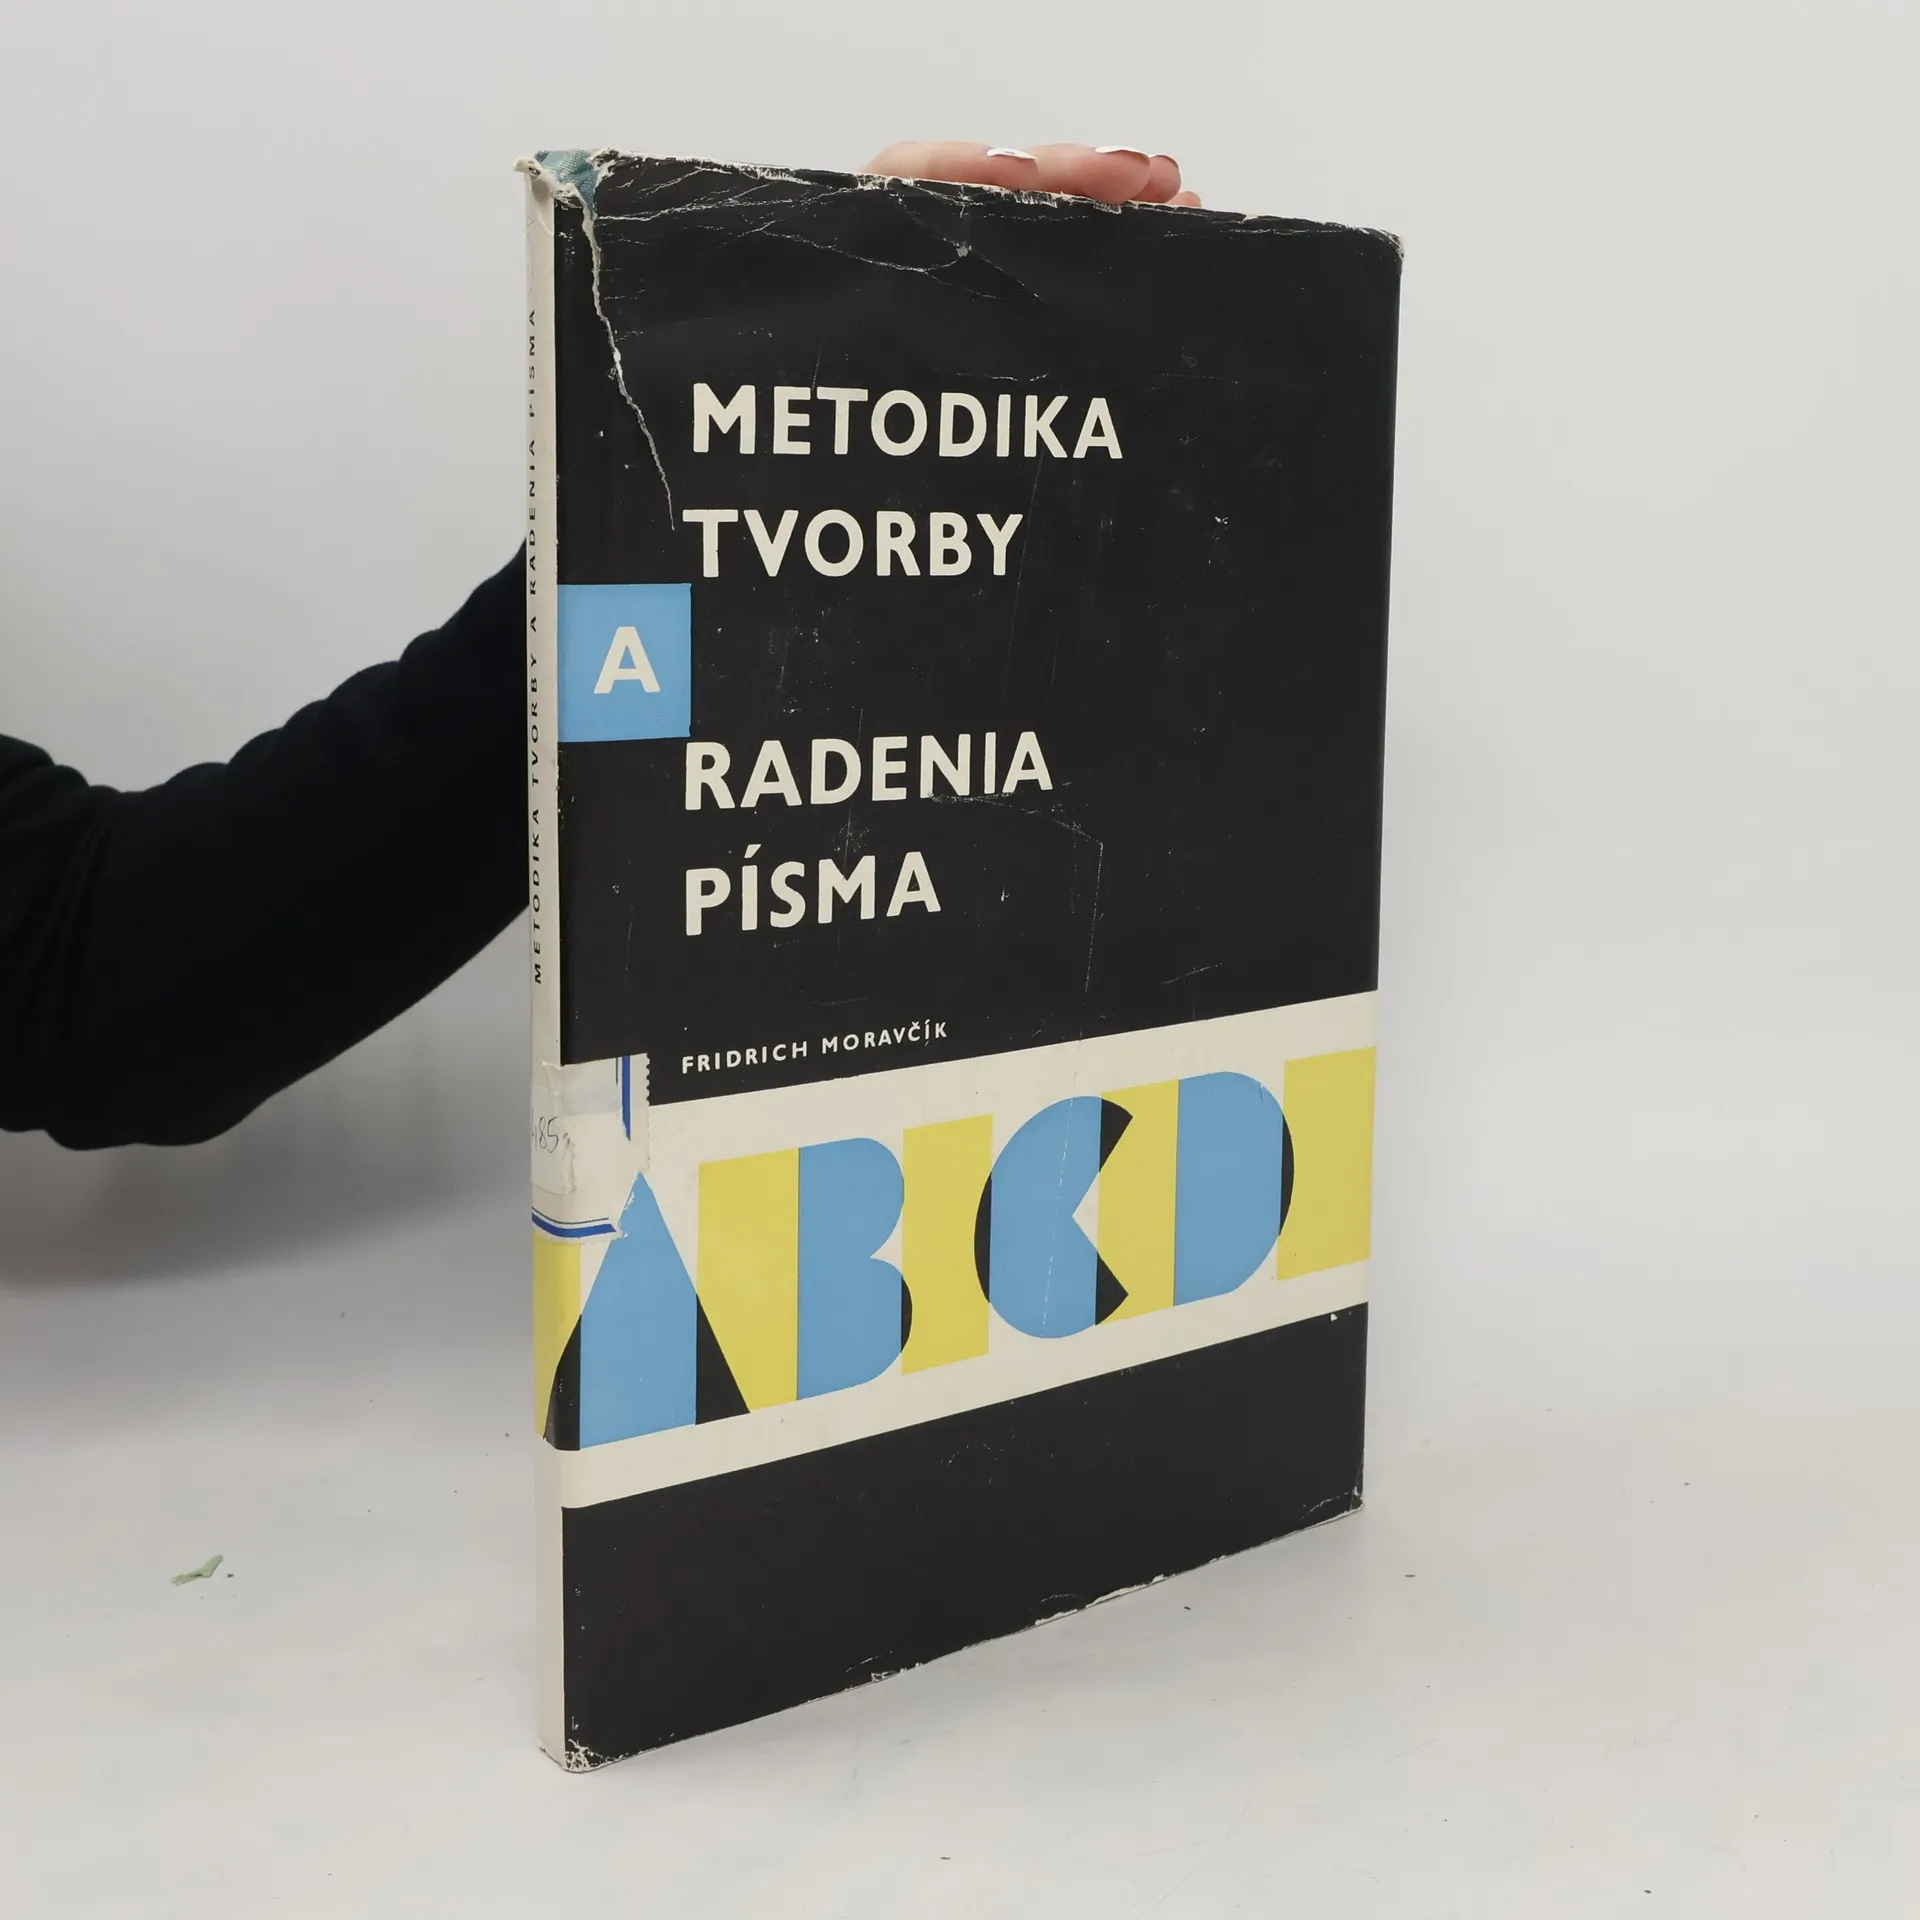 METODIKA
TVORBY
A
RADENIA
PÍSMA
FRIDRICH MORAVČÍK
ABCD
METODIKA TVORBY A RADENIA PÍSMA